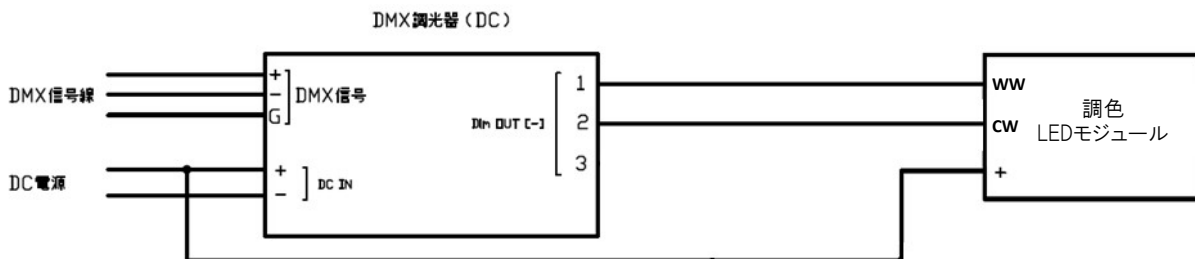 DMX調光器(DC)
DMX信号線
+
-
G
DMX信号
DC電源
+
-
DC IN
DIm OUT [-]
1
2
3
WW
CW
+
調色
LEDモジュール